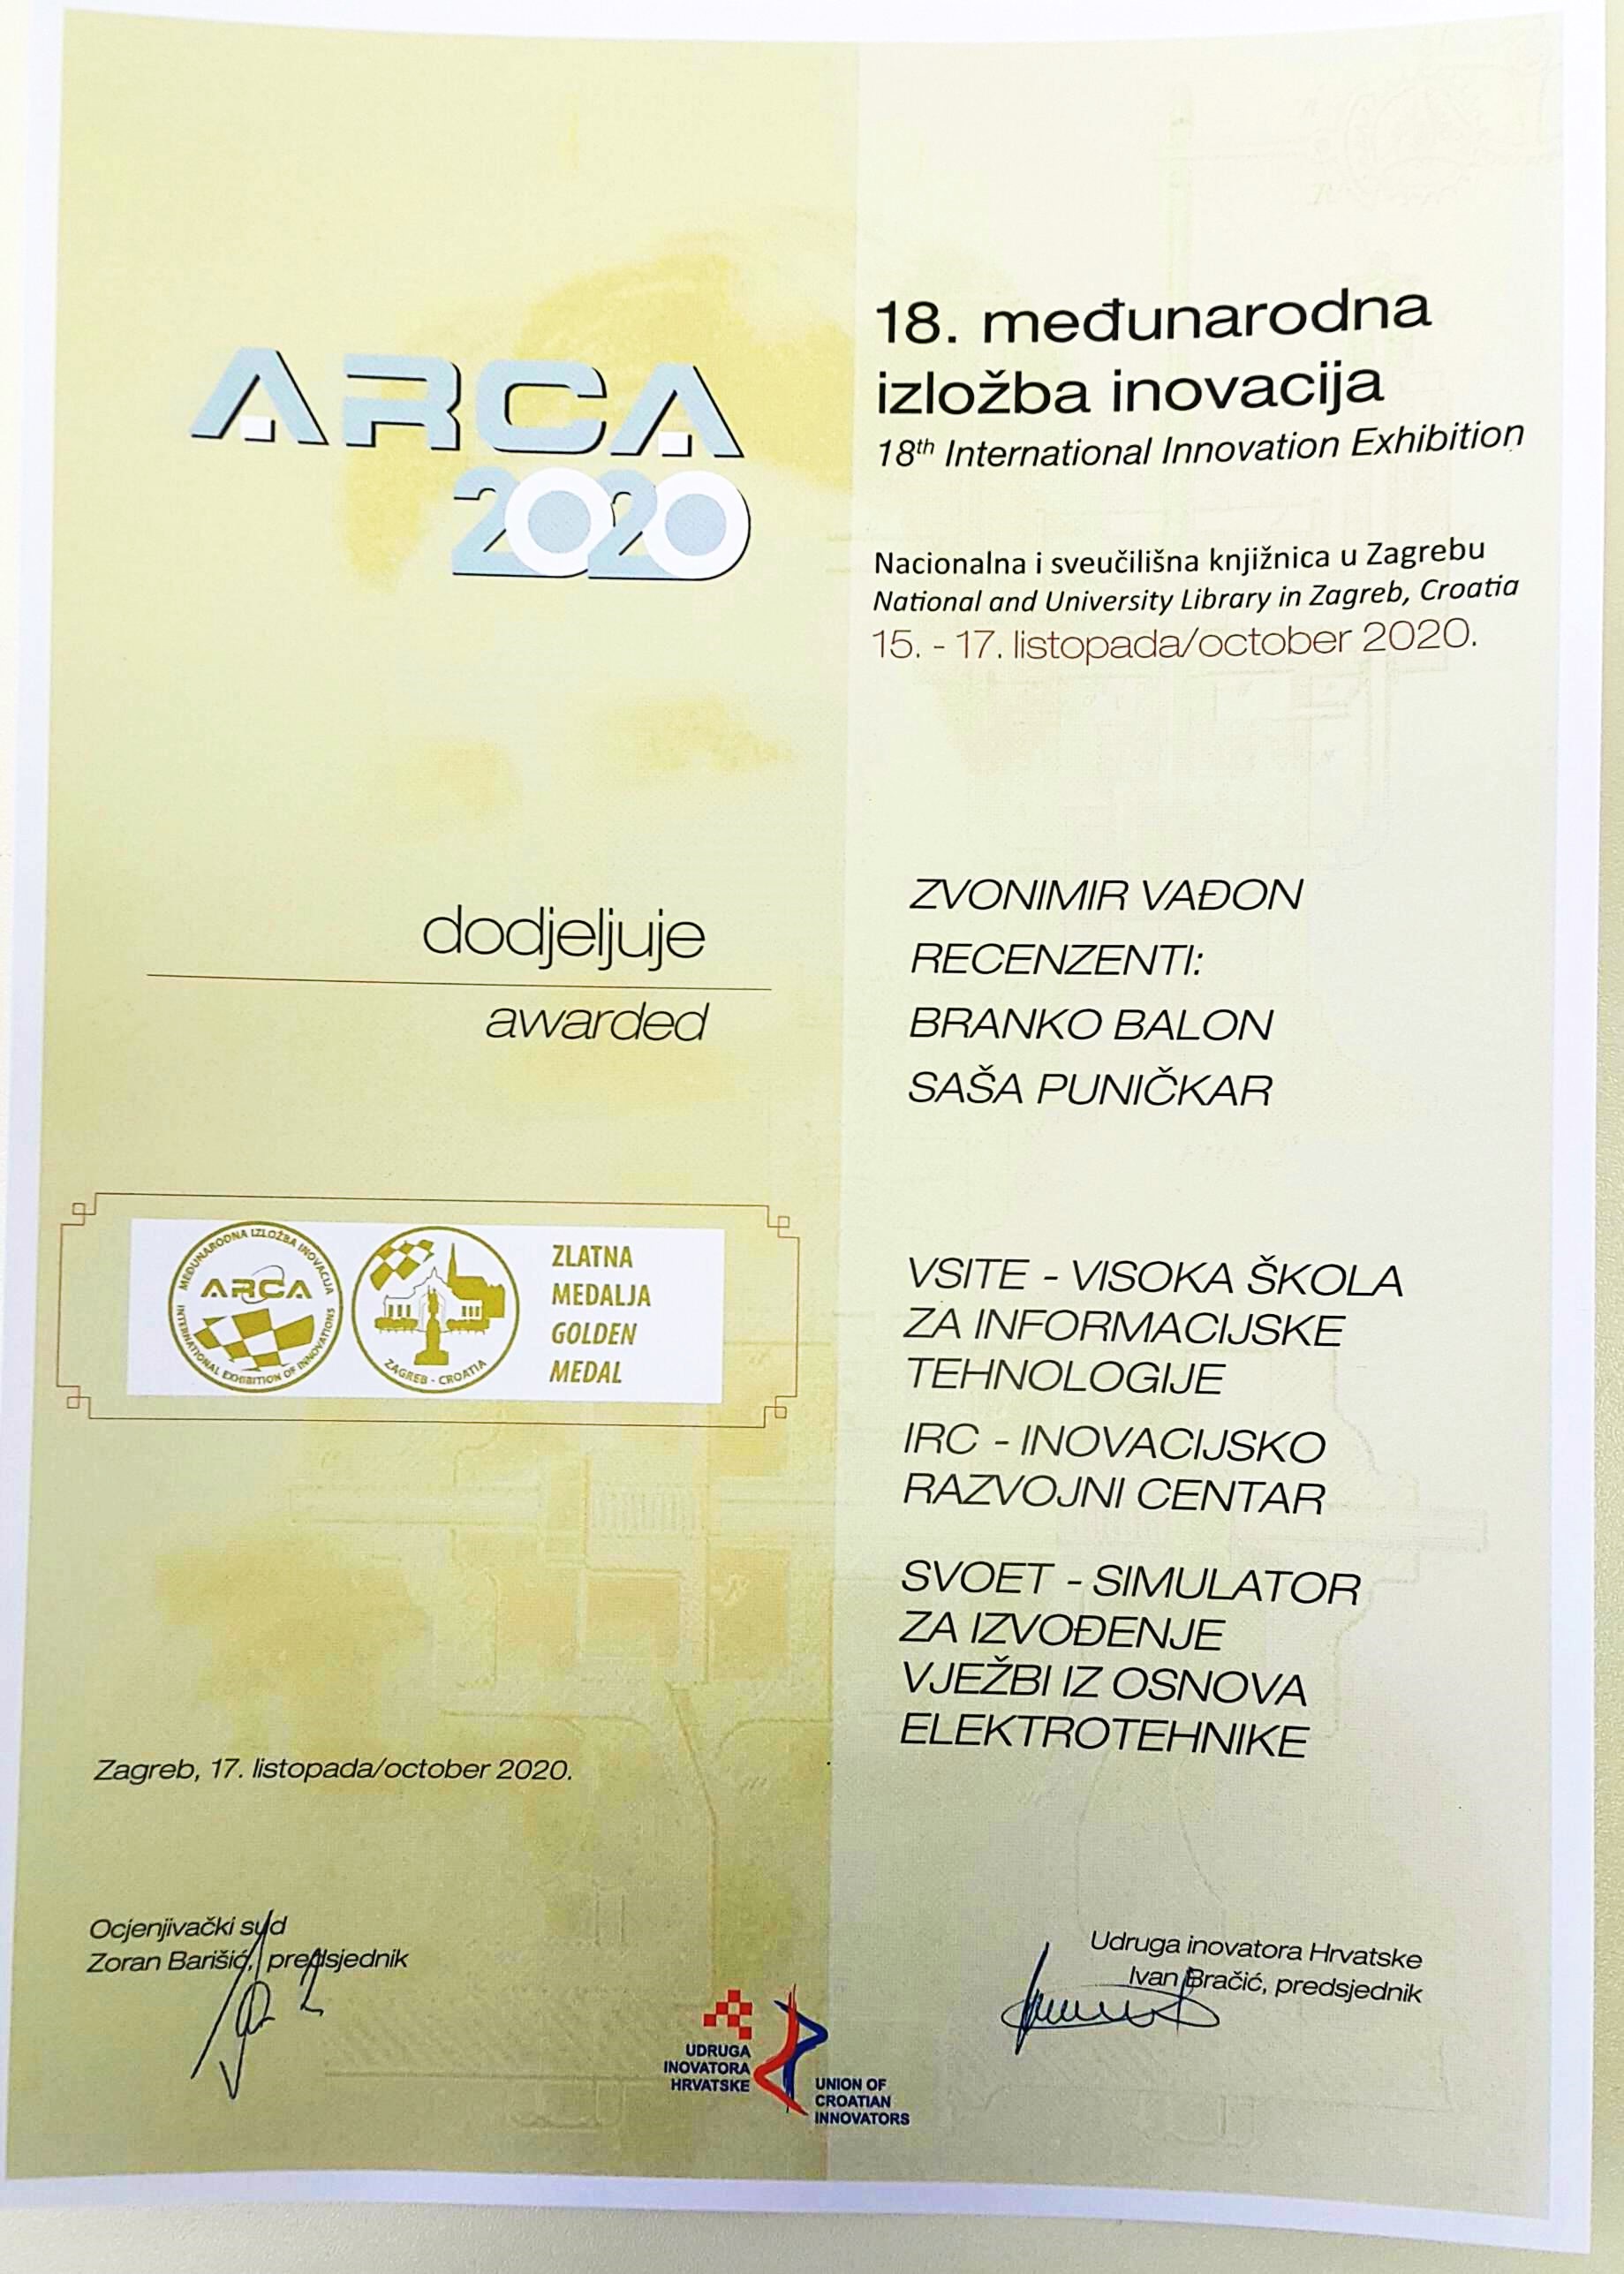 ARCA
2020
18. međunarodna
izložba inovacija
18th International Innovation Exhibition
Nacionalna i sveučilišna knjižnica u Zagrebu
National and University Library in Zagreb, Croatia
15. - 17. listopada/october 2020.
dodjeljuje
awarded
ZVONIMIR VAĐON
RECENZENTI:
BRANKO BALON
SAŠA PUNIČKAR
MEĐUNARODNA IZLOŽBA INOVACIJA
ARCA
INTERNATIONAL EXHIBITION OF INNOVATIONS
ZAGREB - CROATIA
ZLATNA
MEDALJA
GOLDEN
MEDAL
VSITE - VISOKA ŠKOLA
ZA INFORMACIJSKE
TEHNOLOGIJE
IRC - INOVACIJSKO
RAZVOJNI CENTAR
SVOET - SIMULATOR
ZA IZVOĐENJE
VJEŽBI IZ OSNOVA
ELEKTROTEHNIKE
Zagreb, 17. listopada/october 2020.
Ocjenjivački sud
Zoran Barišić, predsjednik
Udruga inovatora Hrvatske
Ivan Bračić, predsjednik
UDRUGA
INOVATORA
HRVATSKE
UNION OF
CROATIAN
INNOVATORS